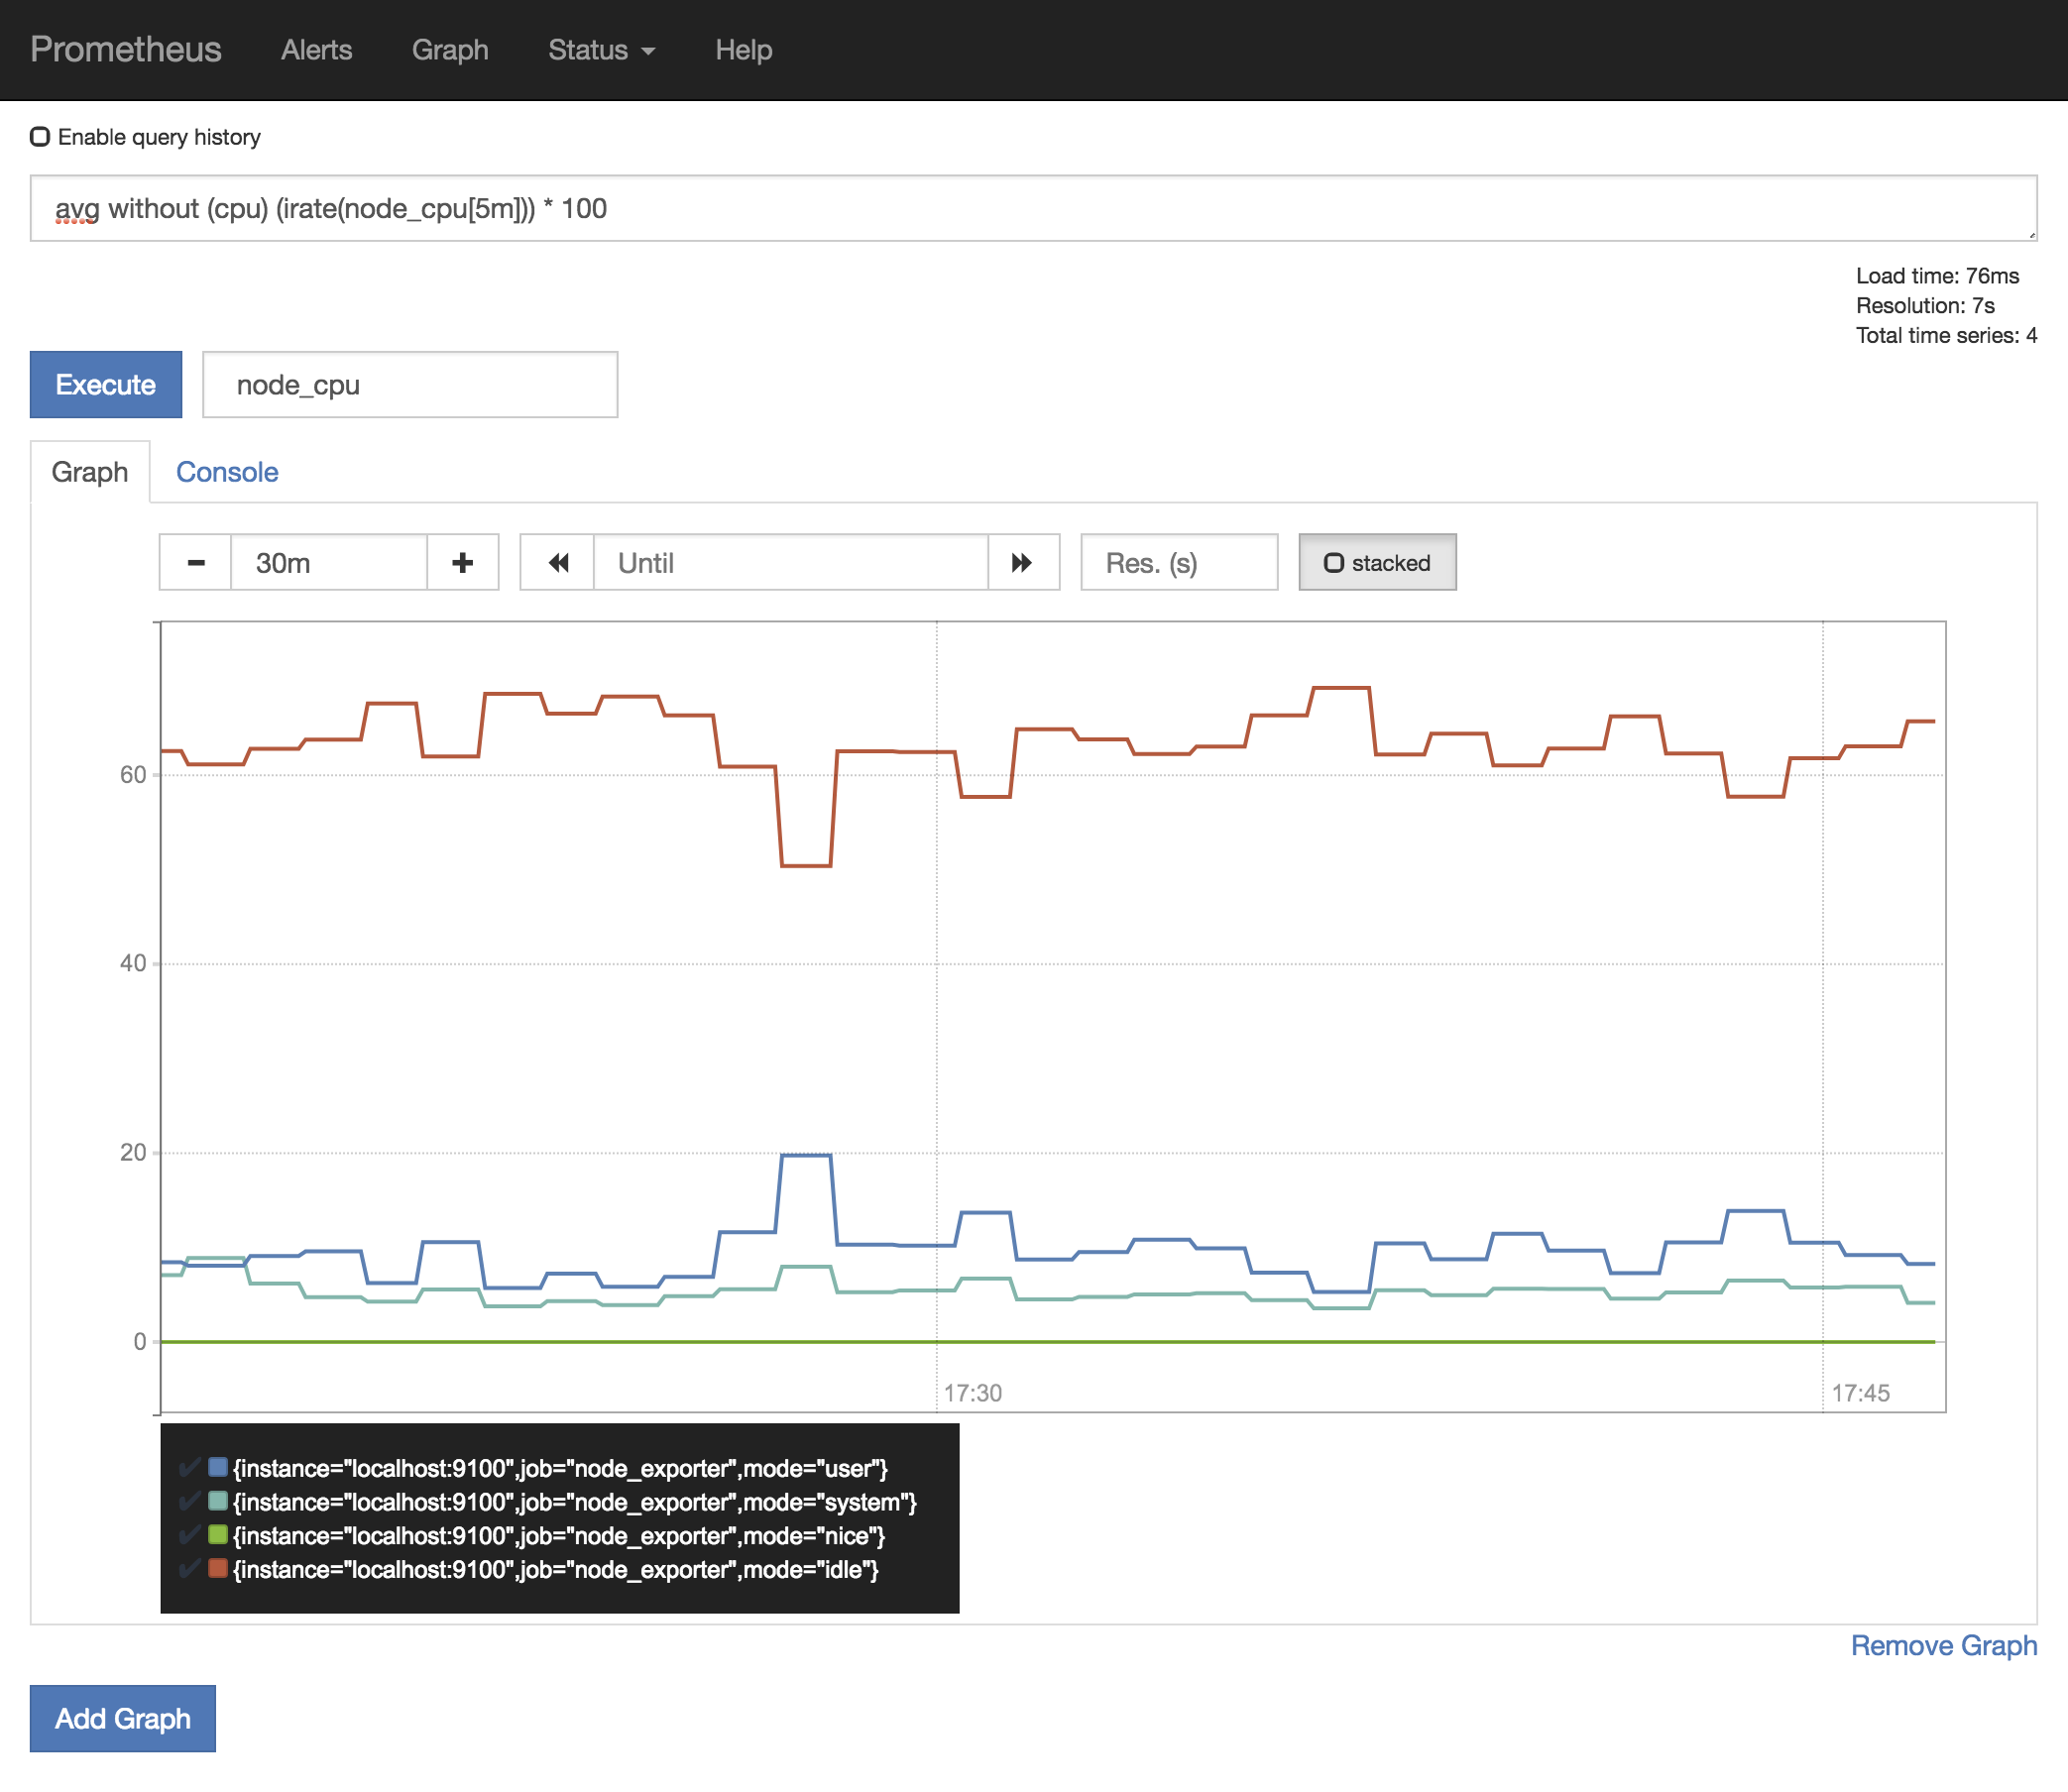 Prometheus Alerts Graph Status Help
Enable query history
avg without (cpu) (irate(node_cpu[5m])) * 100
Load time: 76ms
Resolution: 7s
Total time series: 4
Execute node_cpu
Graph Console
30m Until Res. (s) stacked
60
40
20
0
17:30 17:45
{instance="localhost:9100",job="node_exporter",mode="user"}
{instance="localhost:9100",job="node_exporter",mode="system"}
{instance="localhost:9100",job="node_exporter",mode="nice"}
{instance="localhost:9100",job="node_exporter",mode="idle"}
Remove Graph
Add Graph